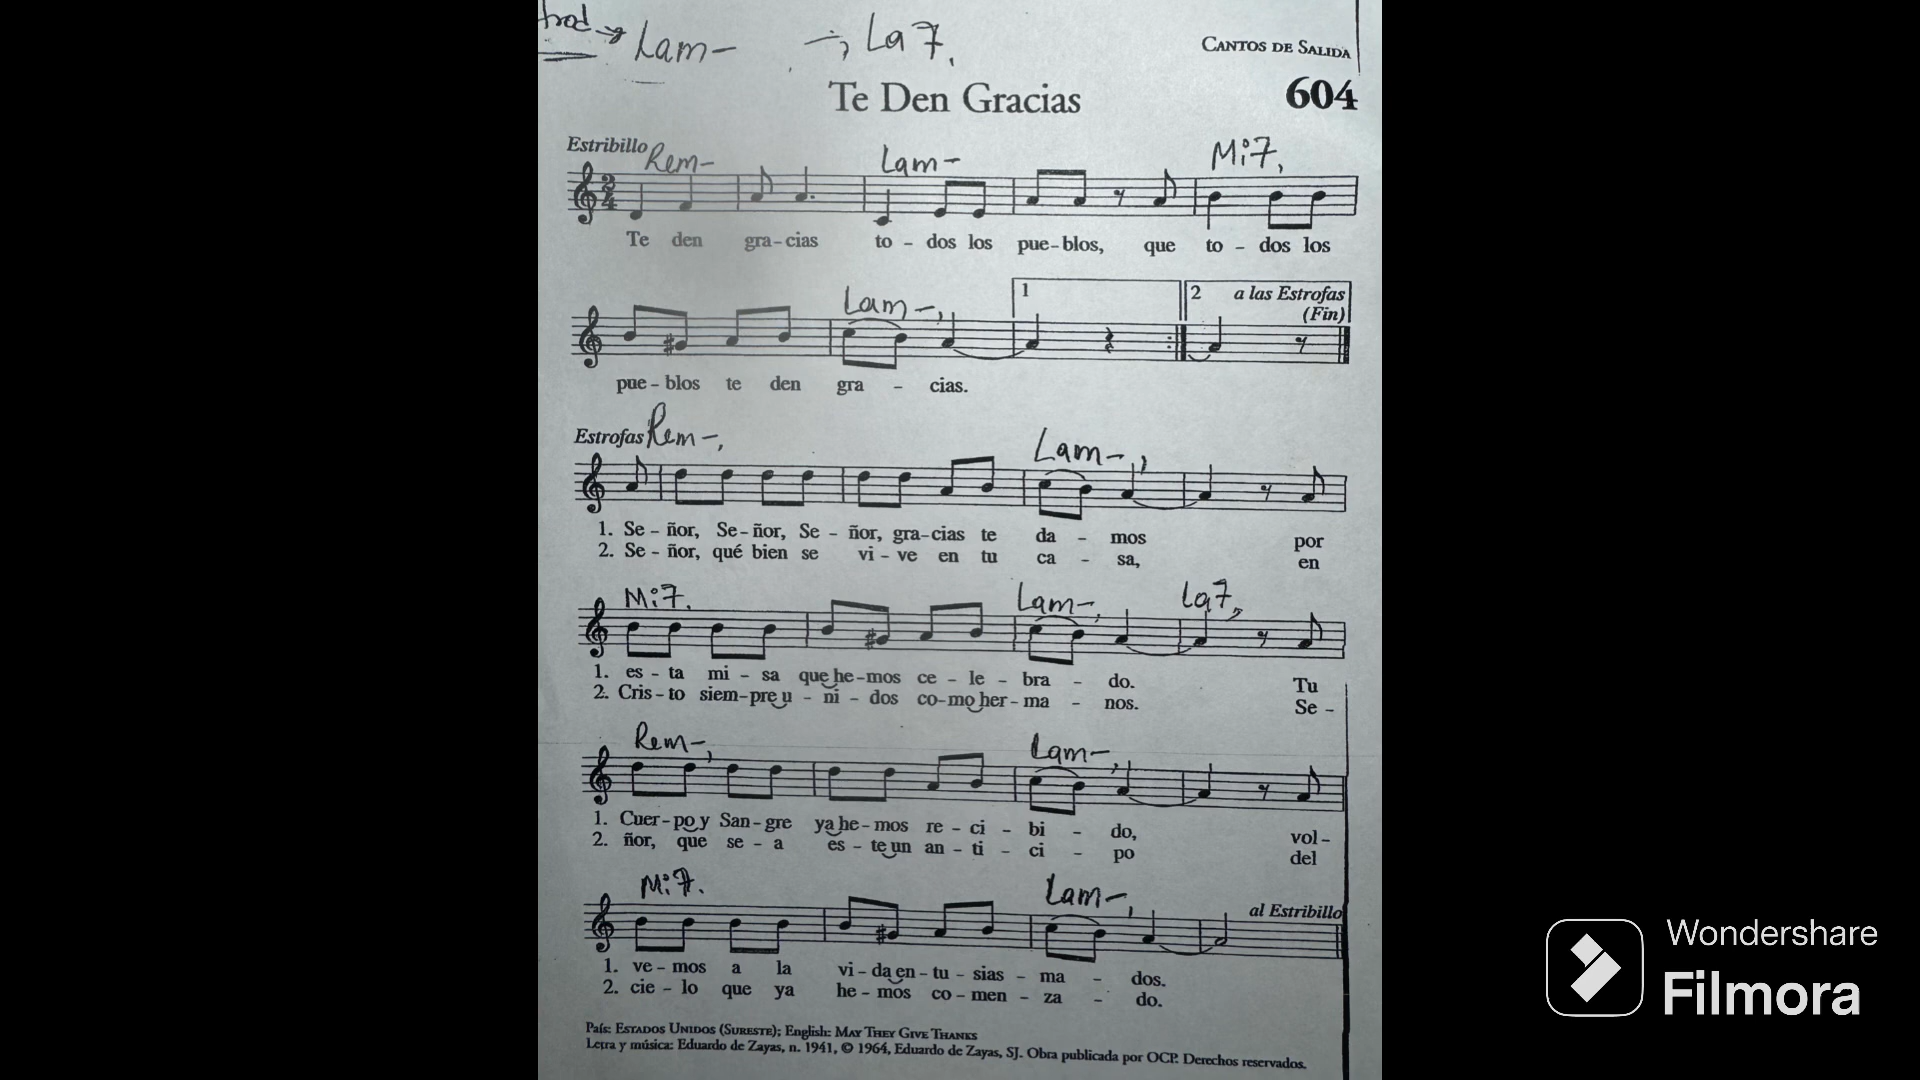 Introd → Lam- -, La7,
CANTOS DE SALIDA
Te Den Gracias 604
Estribillo Rem- Lam- Mi7,
Te den gra-cias to - dos los pue-blos, que to - dos los
Lam-, 1 2 a las Estrofas
(Fin)
pue - blos te den gra - cias.
Estrofas Rem-, Lam-,
1. Se - ñor, Se - ñor, Se - ñor, gra-cias te da - mos por
2. Se - ñor, qué bien se vi - ve en tu ca - sa, en
Mi7. Lam-, La7,
1. es - ta mi - sa que he-mos ce - le - bra - do. Tu
2. Cris - to siem-pre u - ni - dos co-mo her - ma - nos. Se -
Rem-, Lam-,
1. Cuer-po y San-gre ya he - mos re - ci - bi - do, vol -
2. ñor, que se - a es - te un an - ti - ci - po del
Mi7. Lam-,
al Estribillo
1. ve - mos a la vi - da en - tu - sias - ma - dos.
2. cie - lo que ya he - mos co - men - za - do.
País: ESTADOS UNIDOS (SURESTE); English: MAY THEY GIVE THANKS
Letra y música: Eduardo de Zayas, n. 1941, © 1964, Eduardo de Zayas, SJ. Obra publicada por OCP. Derechos reservados.
Wondershare
Filmora